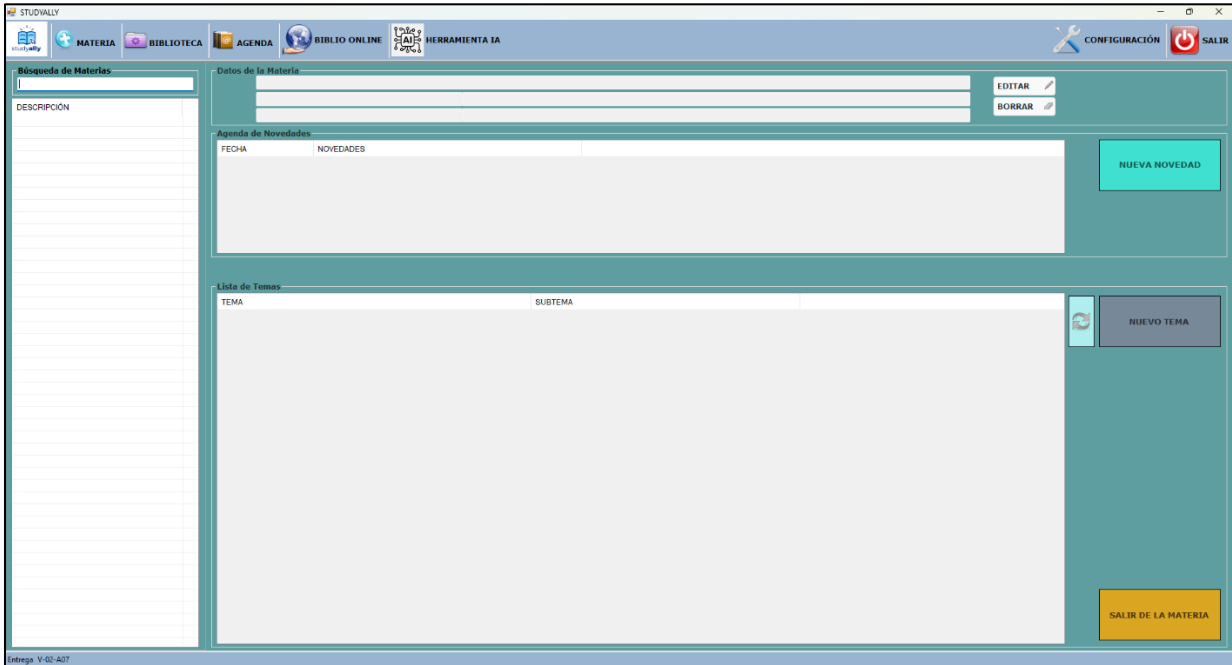 STUDYALLY
studyally
MATERIA
BIBLIOTECA
AGENDA
BIBLIO ONLINE
AI
HERRAMIENTA IA
CONFIGURACIÓN
SALIR
Búsqueda de Materias
DESCRIPCIÓN
Datos de la Materia
EDITAR
BORRAR
Agenda de Novedades
FECHA NOVEDADES
NUEVA NOVEDAD
Lista de Temas
TEMA SUBTEMA
NUEVO TEMA
SALIR DE LA MATERIA
Entrega V-02-A07